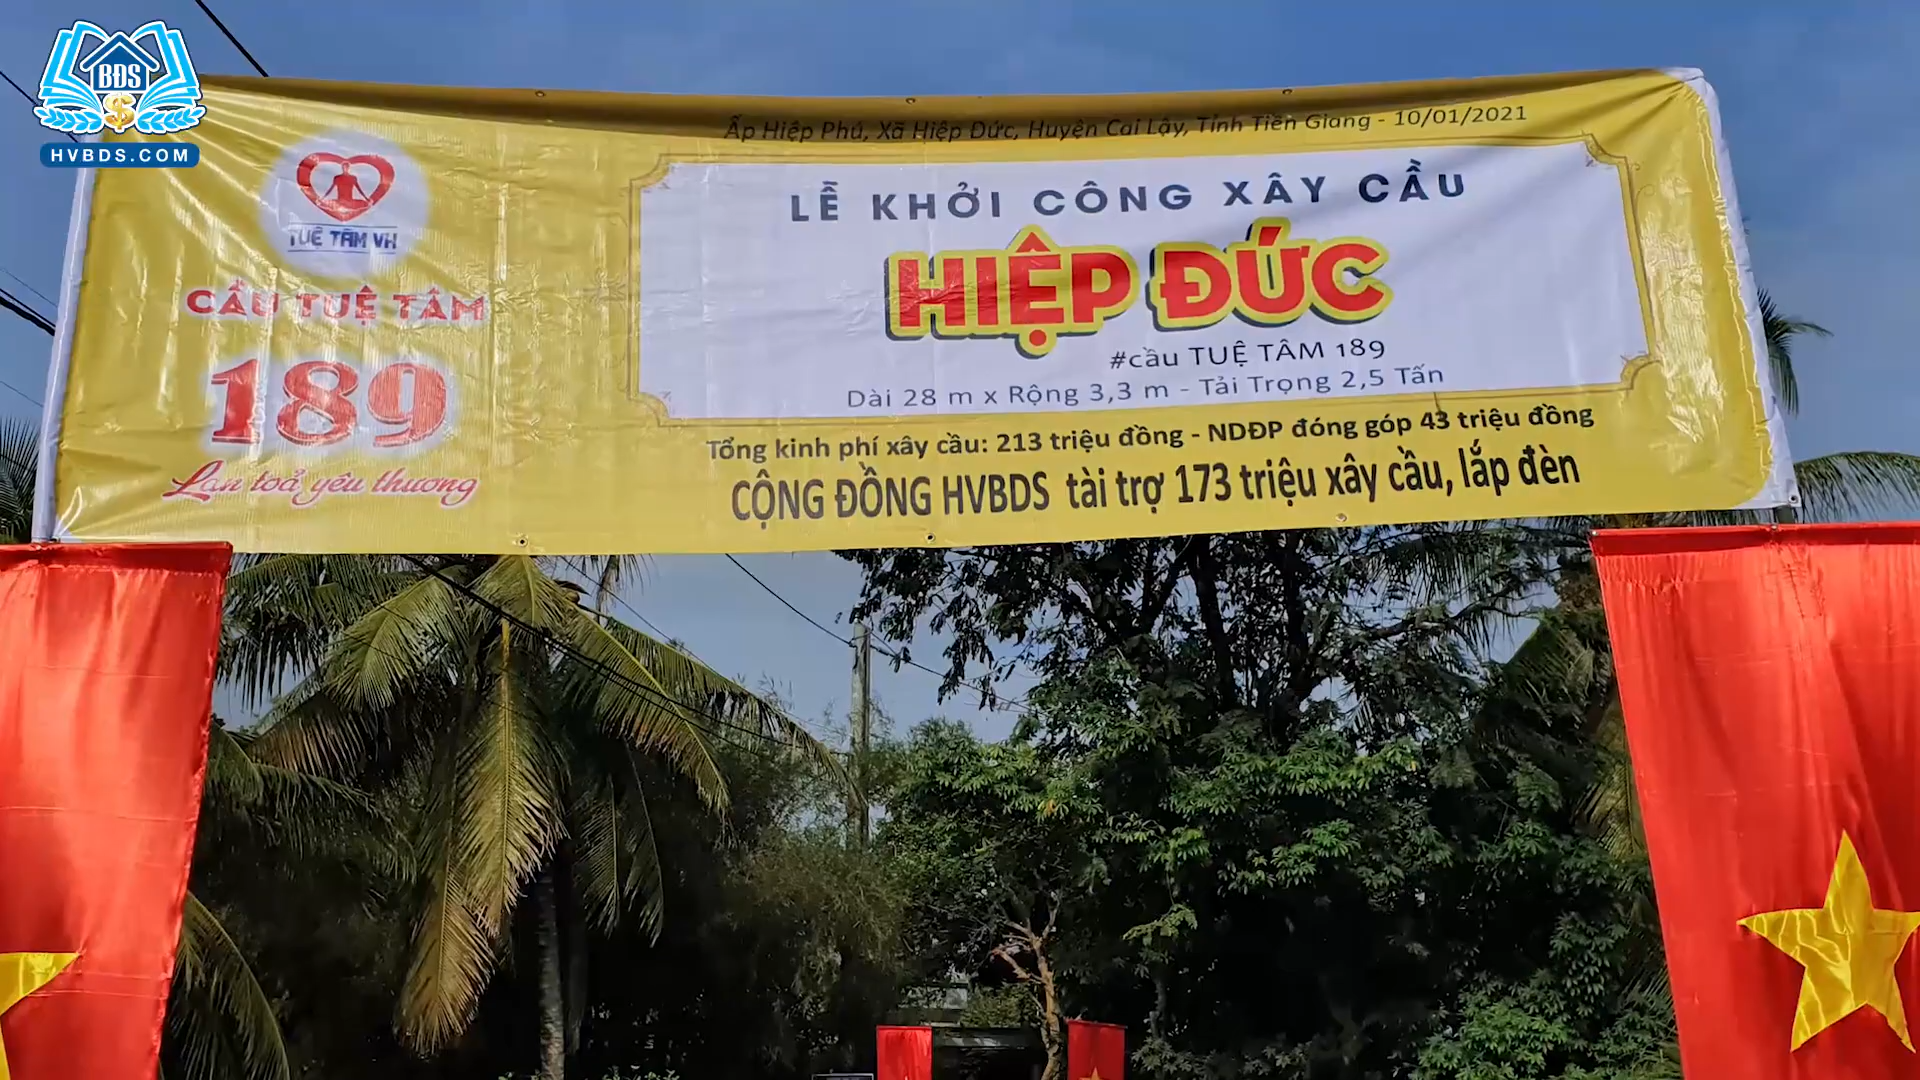 BĐS
HVBDS.COM
Ấp Hiệp Phú, Xã Hiệp Đức, Huyện Cai Lậy, Tỉnh Tiền Giang - 10/01/2021
TUỆ TÂM VH
CẦU TUỆ TÂM
189
Lan toả yêu thương
LỄ KHỞI CÔNG XÂY CẦU
HIỆP ĐỨC
#cầu TUỆ TÂM 189
Dài 28 m x Rộng 3,3 m - Tải Trọng 2,5 Tấn
Tổng kinh phí xây cầu: 213 triệu đồng - NDĐP đóng góp 43 triệu đồng
CỘNG ĐỒNG HVBDS tài trợ 173 triệu xây cầu, lắp đèn